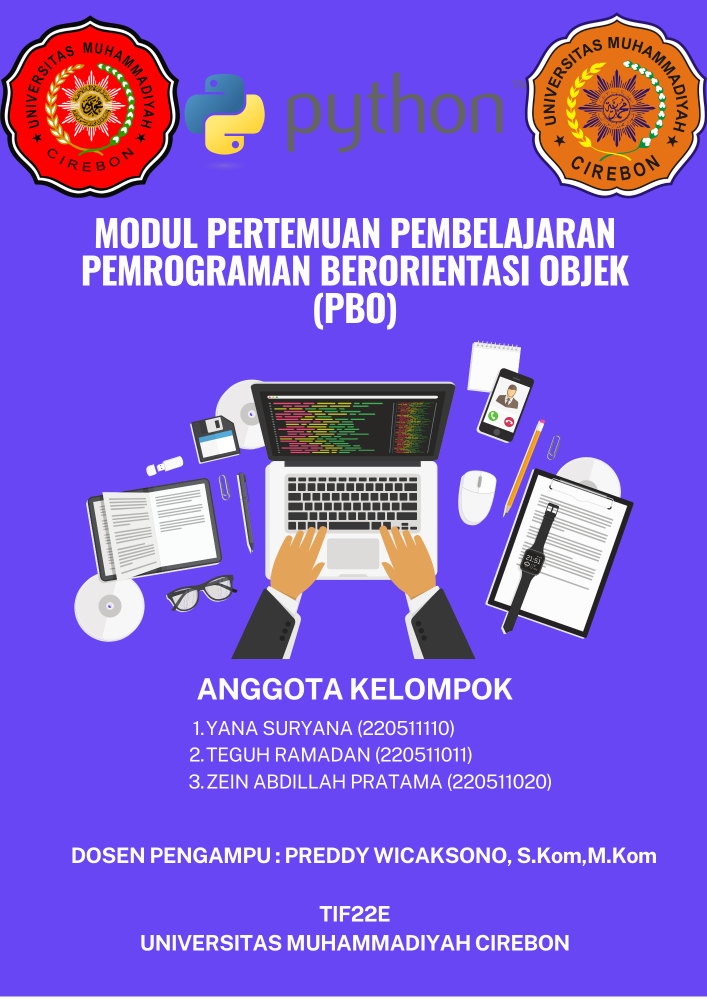 UNIVERSITAS MUHAMMADIYAH
CIREBON
python
TM
UNIVERSITAS MUHAMMADIYAH
CIREBON
MODUL PERTEMUAN PEMBELAJARAN
PEMROGRAMAN BERORIENTASI OBJEK
(PBO)
21:51
ANGGOTA KELOMPOK
1. YANA SURYANA (220511110)
2. TEGUH RAMADAN (220511011)
3. ZEIN ABDILLAH PRATAMA (220511020)
DOSEN PENGAMPU : PREDDY WICAKSONO, S.Kom,M.Kom
TIF22E
UNIVERSITAS MUHAMMADIYAH CIREBON